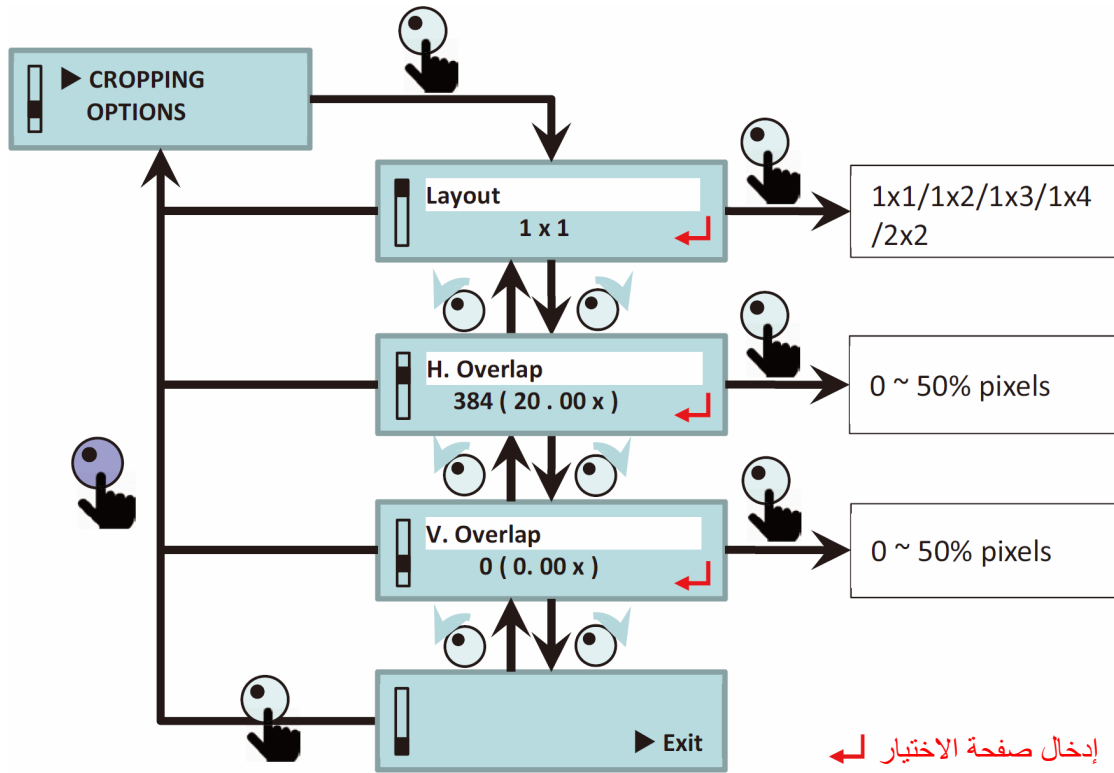 ▶ CROPPING
OPTIONS
Layout
1 x 1
1x1/1x2/1x3/1x4
/2x2
H. Overlap
384 ( 20 . 00 x )
0 ~ 50% pixels
V. Overlap
0 ( 0. 00 x )
0 ~ 50% pixels
▶ Exit
إدخال صفحة الاختيار